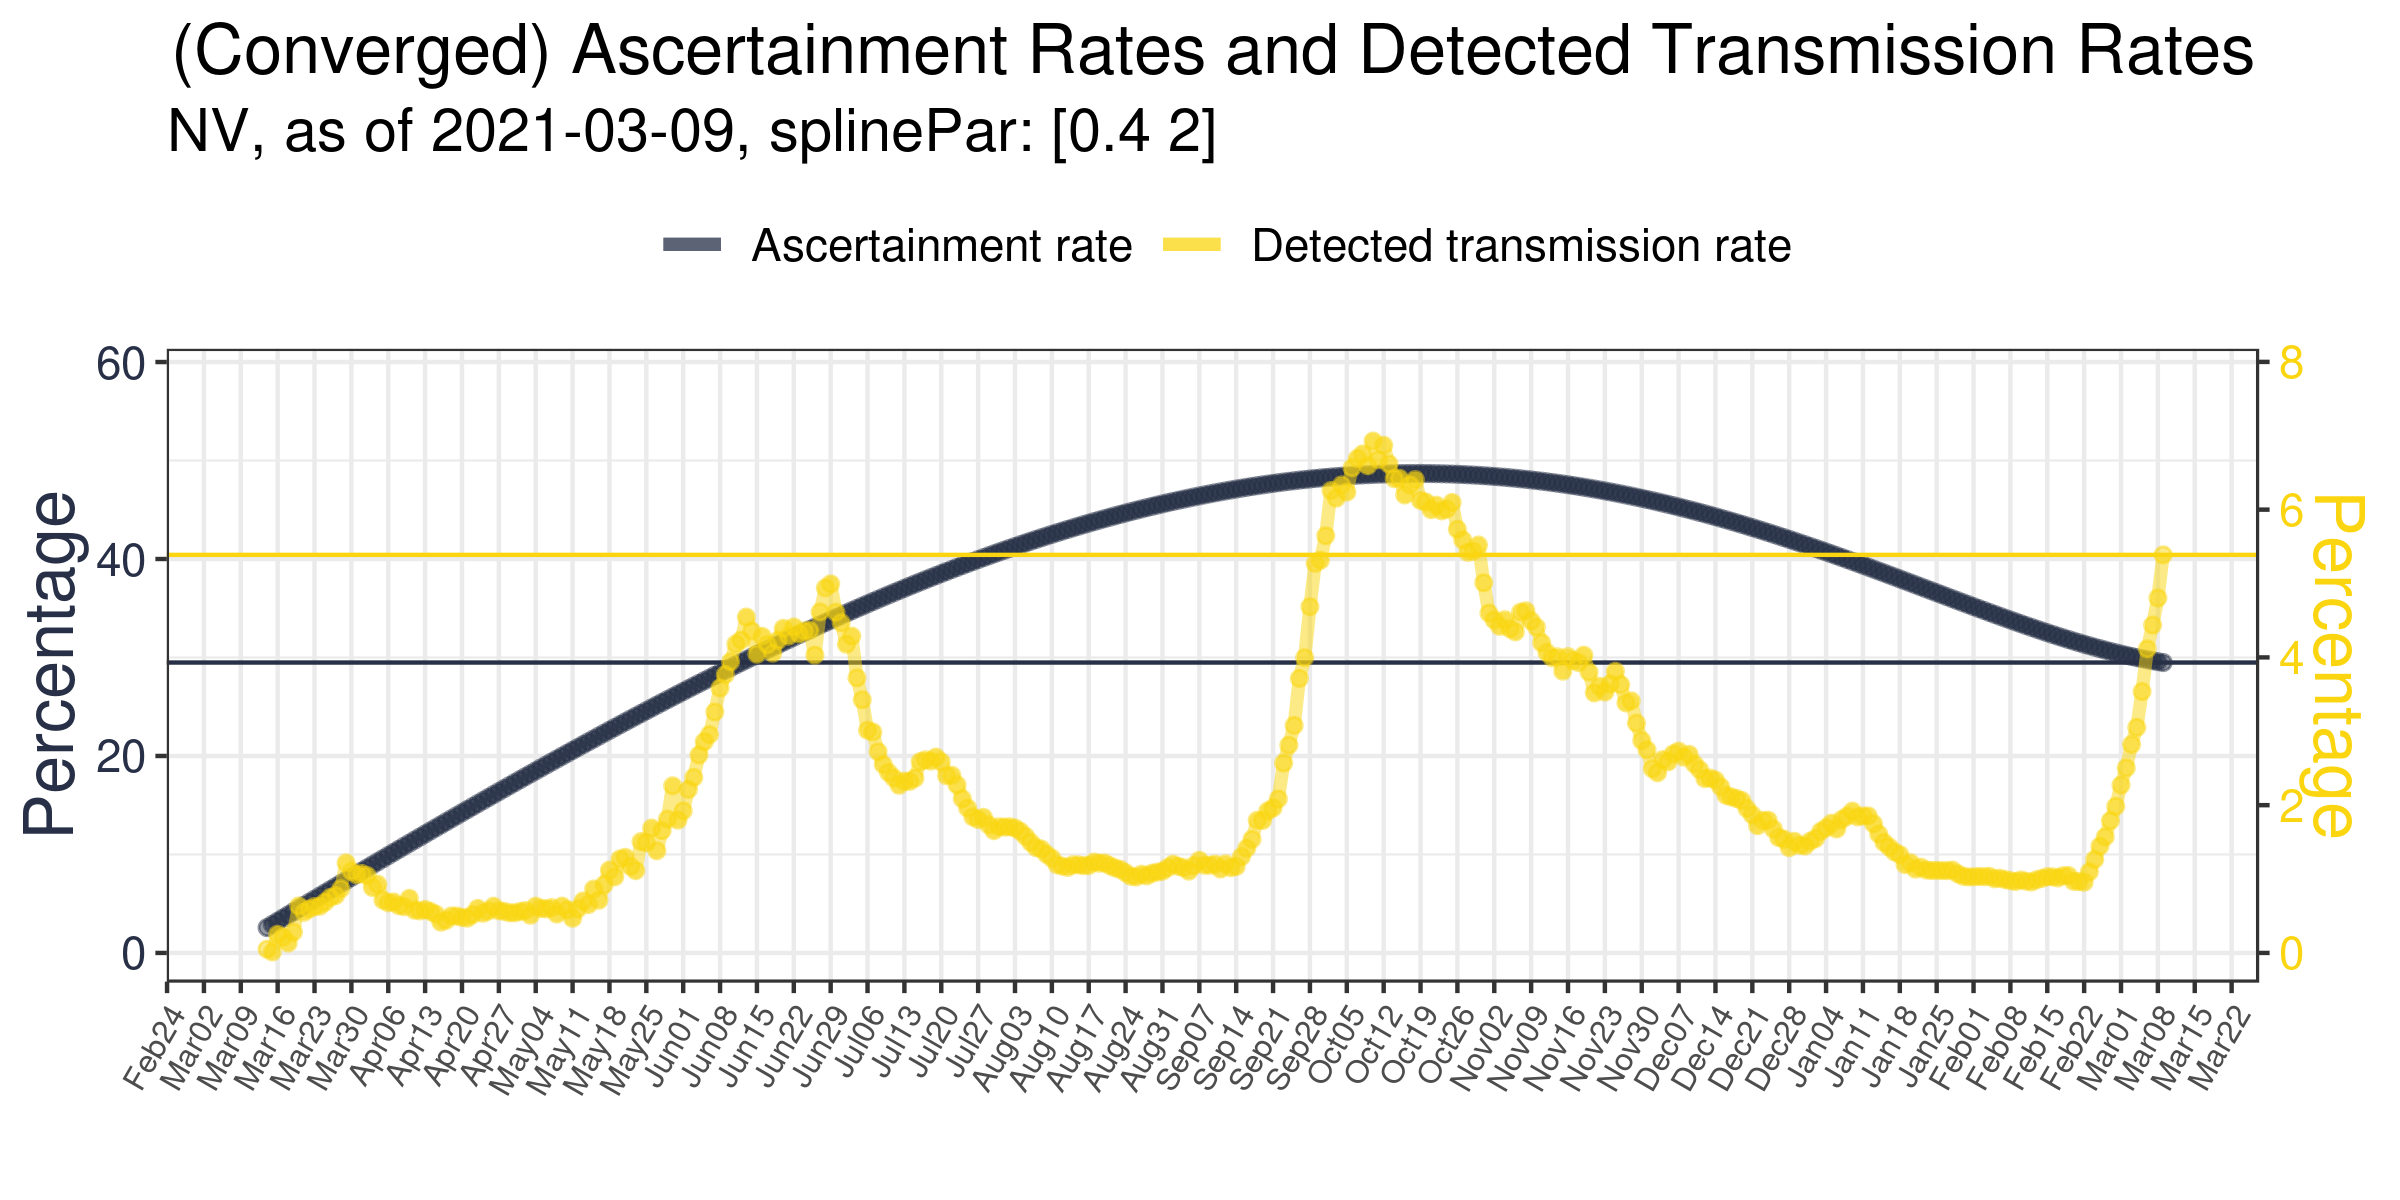 (Converged) Ascertainment Rates and Detected Transmission Rates
NV, as of 2021-03-09, splinePar: [0.4 2]
Ascertainment rate Detected transmission rate
Percentage
60
40
20
0
8
6
4
2
0
Percentage
Feb24 Mar02 Mar09 Mar16 Mar23 Mar30 Apr06 Apr13 Apr20 Apr27 May04 May11 May18 May25 Jun01 Jun08 Jun15 Jun22 Jun29 Jul06 Jul13 Jul20 Jul27 Aug03 Aug10 Aug17 Aug24 Aug31 Sep07 Sep14 Sep21 Sep28 Oct05 Oct12 Oct19 Oct26 Nov02 Nov09 Nov16 Nov23 Nov30 Dec07 Dec14 Dec21 Dec28 Jan04 Jan11 Jan18 Jan25 Feb01 Feb08 Feb15 Feb22 Mar01 Mar08 Mar15 Mar22